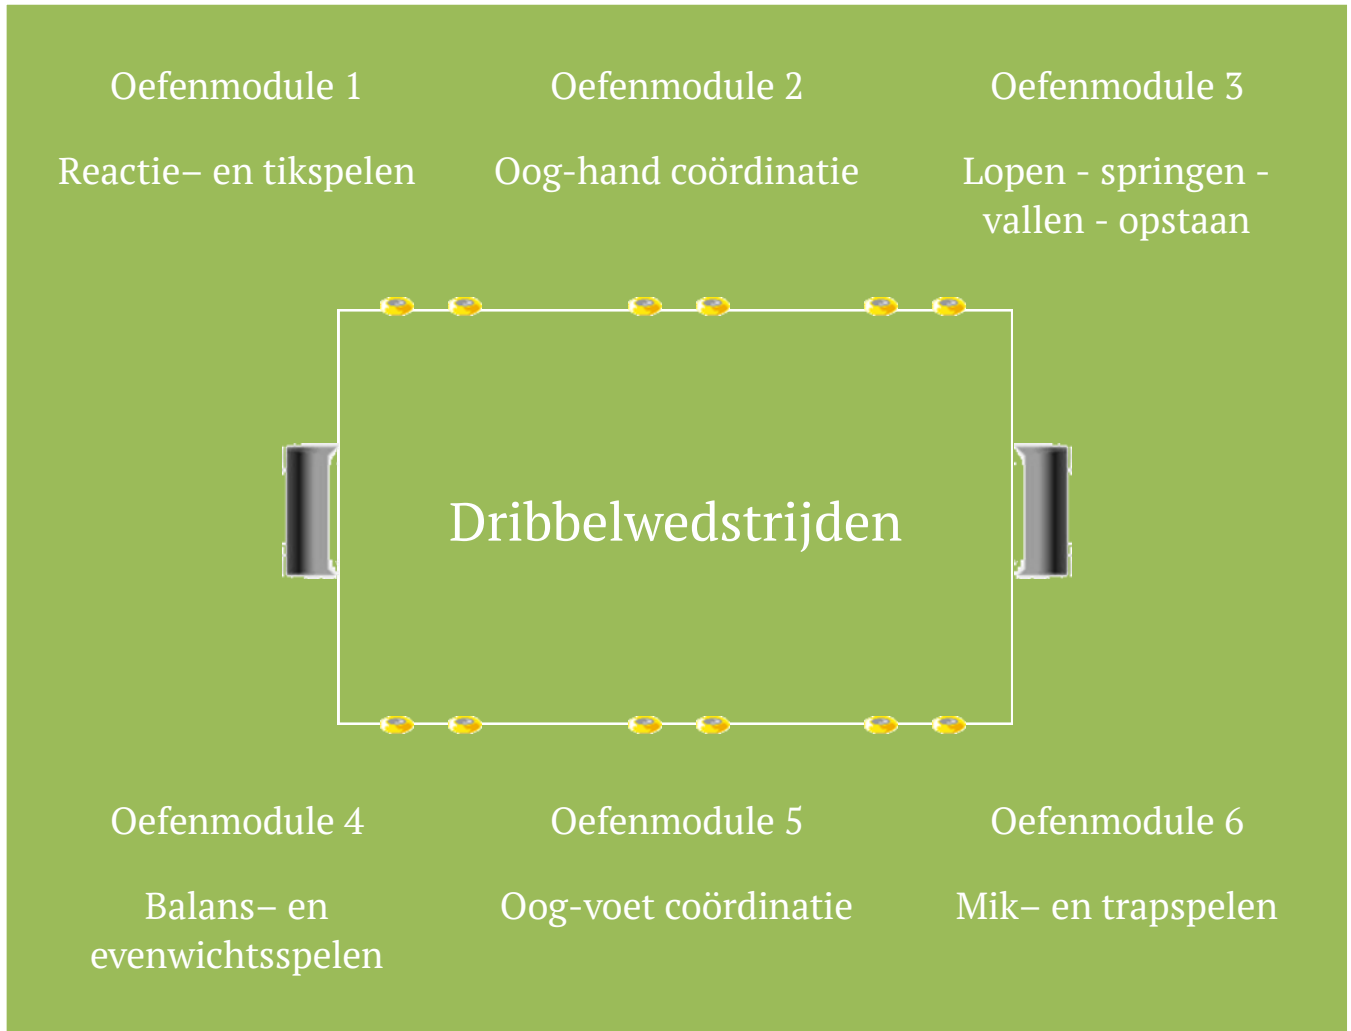 Oefenmodule 1
Reactie– en tikspelen
Oefenmodule 2
Oog-hand coördinatie
Oefenmodule 3
Lopen - springen -
vallen - opstaan
Dribbelwedstrijden
Oefenmodule 4
Balans– en
evenwichtsspelen
Oefenmodule 5
Oog-voet coördinatie
Oefenmodule 6
Mik– en trapspelen